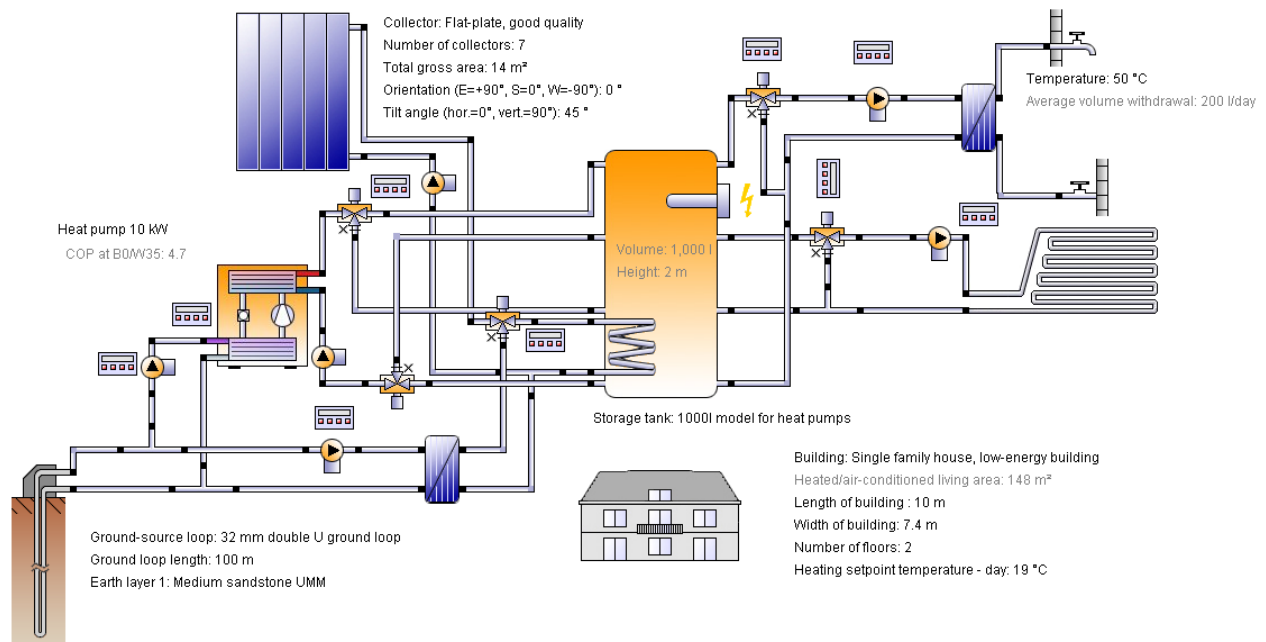 Collector: Flat-plate, good quality
Number of collectors: 7
Total gross area: 14 m²
Orientation (E=+90°, S=0°, W=-90°): 0 °
Tilt angle (hor.=0°, vert.=90°): 45 °
Temperature: 50 °C
Average volume withdrawal: 200 l/day
Heat pump 10 kW
COP at B0/W35: 4.7
Volume: 1,000 l
Height: 2 m
Storage tank: 1000l model for heat pumps
Building: Single family house, low-energy building
Heated/air-conditioned living area: 148 m²
Length of building : 10 m
Width of building: 7.4 m
Number of floors: 2
Heating setpoint temperature - day: 19 °C
Ground-source loop: 32 mm double U ground loop
Ground loop length: 100 m
Earth layer 1: Medium sandstone UMM